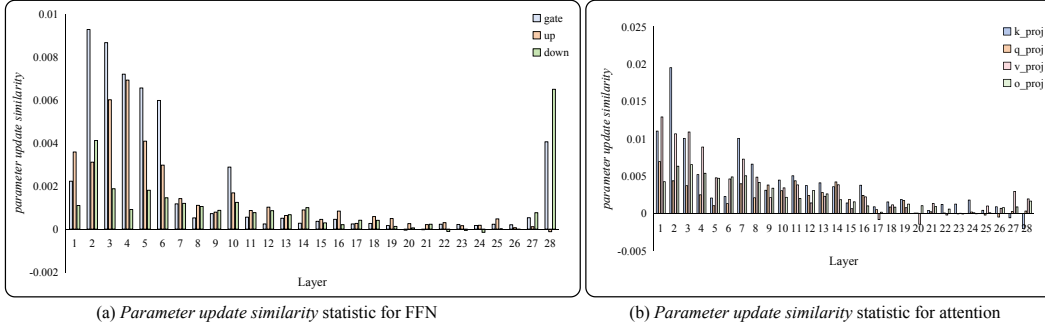 0.01
0.008
0.006
0.004
0.002
0
-0.002
parameter update similarity
gate
up
down
1 2 3 4 5 6 7 8 9 10 11 12 13 14 15 16 17 18 19 20 21 22 23 24 25 26 27 28
Layer
(a) Parameter update similarity statistic for FFN
0.025
0.02
0.015
0.01
0.005
0
-0.005
parameter update similarity
k_proj
q_proj
v_proj
o_proj
1 2 3 4 5 6 7 8 9 10 11 12 13 14 15 16 17 18 19 20 21 22 23 24 25 26 27 28
Layer
(b) Parameter update similarity statistic for attention